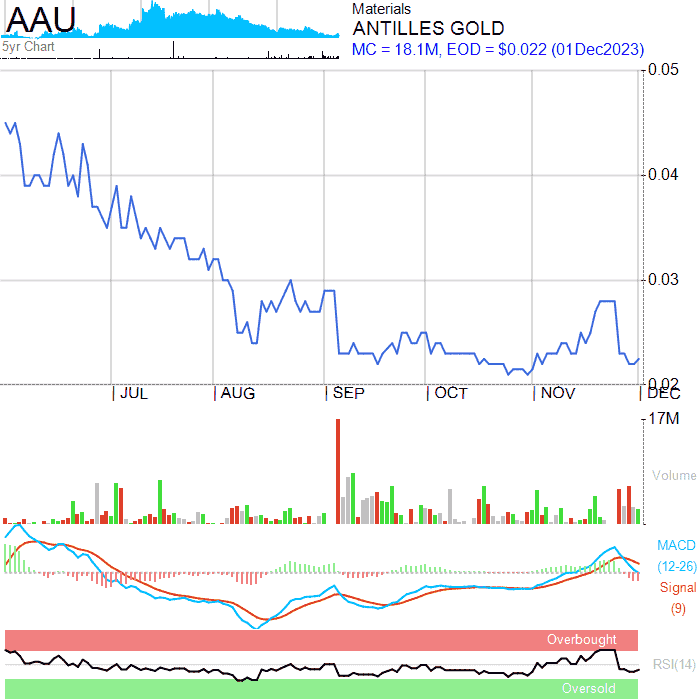 AAU
5yr Chart
Materials
ANTILLES GOLD
MC = 18.1M, EOD = $0.022 (01Dec2023)
0.05
0.04
0.03
0.02
JUL AUG SEP OCT NOV DEC
17M
Volume
MACD
(12-26)
Signal
(9)
Overbought
RSI(14)
Oversold